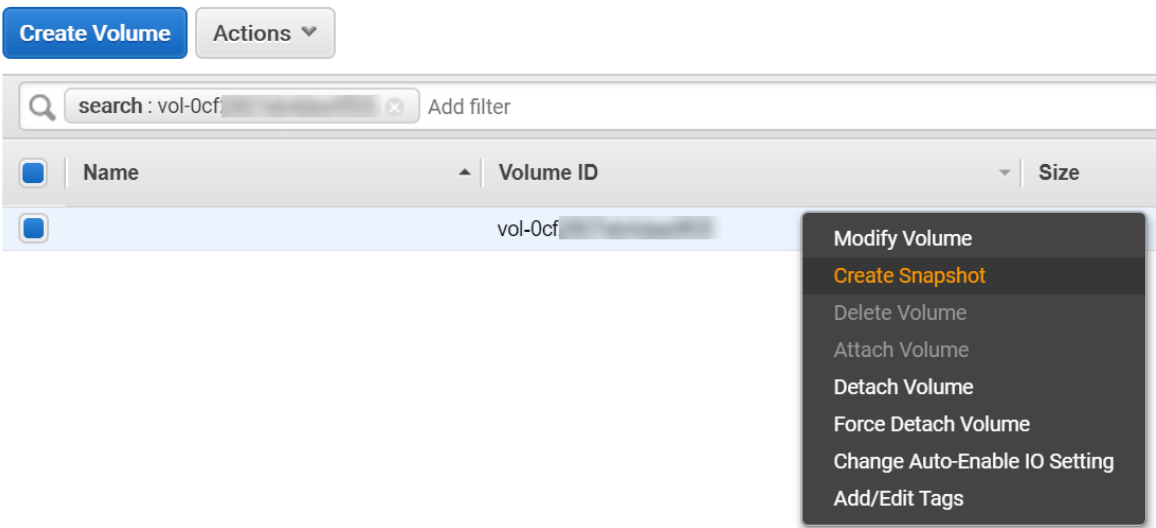 Create Volume Actions
search : vol-0cf Add filter
Name Volume ID Size
vol-0cf
Modify Volume
Create Snapshot
Delete Volume
Attach Volume
Detach Volume
Force Detach Volume
Change Auto-Enable IO Setting
Add/Edit Tags